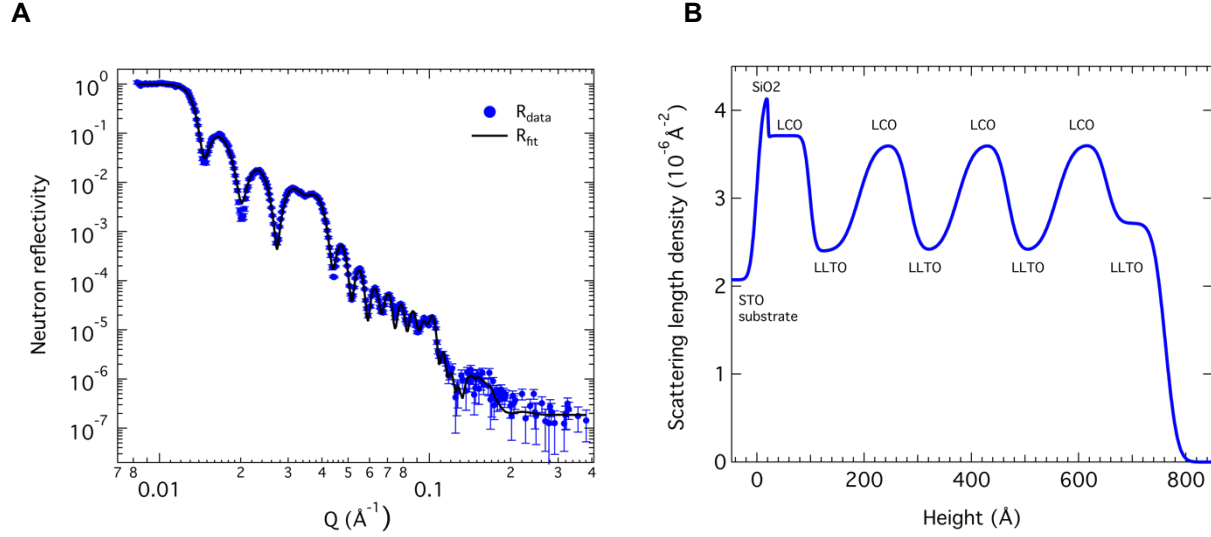 A
B
10^0
10^-1
10^-2
10^-3
10^-4
10^-5
10^-6
10^-7
Neutron reflectivity
R_data
R_fit
7 8 2 3 4 5 6 7 8 2 3 4
0.01 0.1
Q (Å^-1)
4
3
2
1
0
Scattering length density (10^-6 Å^-2)
SiO2
LCO LCO LCO LCO
LLTO LLTO LLTO LLTO
STO
substrate
0 200 400 600 800
Height (Å)